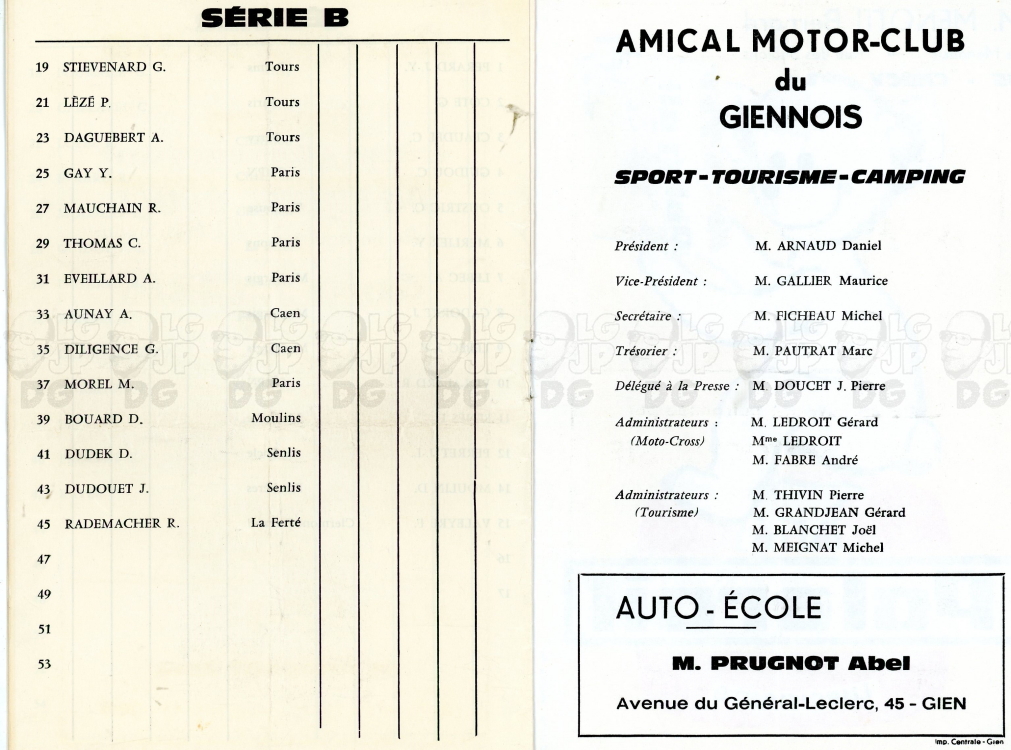 SÉRIE B
19 STIEVENARD G. Tours
21 LÈZÉ P. Tours
23 DAGUEBERT A. Tours
25 GAY Y. Paris
27 MAUCHAIN R. Paris
29 THOMAS C. Paris
31 EVEILLARD A. Paris
33 AUNAY A. Caen
35 DILIGENCE G. Caen
37 MOREL M. Paris
39 BOUARD D. Moulins
41 DUDEK D. Senlis
43 DUDOUET J. Senlis
45 RADEMACHER R. La Ferté
47
49
51
53
AMICAL MOTOR-CLUB
du
GIENNOIS
SPORT-TOURISME-CAMPING
Président : M. ARNAUD Daniel
Vice-Président : M. GALLIER Maurice
Secrétaire : M. FICHEAU Michel
Trésorier : M. PAUTRAT Marc
Délégué à la Presse : M. DOUCET J. Pierre
Administrateurs : M. LEDROIT Gérard
(Moto-Cross) Mme LEDROIT
M. FABRE André
Administrateurs : M. THIVIN Pierre
(Tourisme) M. GRANDJEAN Gérard
M. BLANCHET Joël
M. MEIGNAT Michel
AUTO - ÉCOLE
M. PRUGNOT Abel
Avenue du Général-Leclerc, 45 - GIEN
Imp. Centrale - Gien
LG JP DG